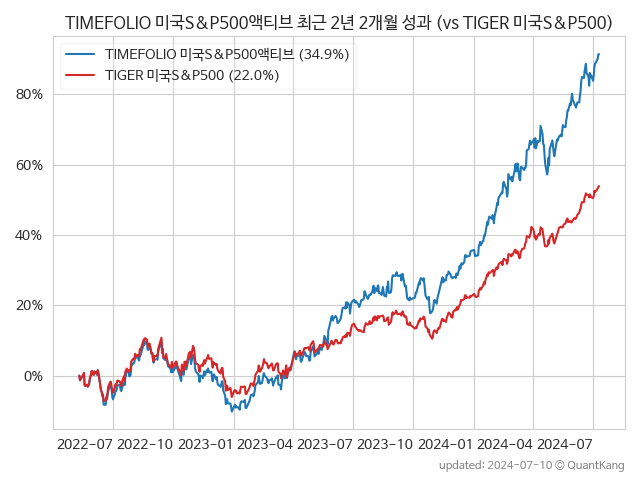 TIMEFOLIO 미국S&P500액티브 최근 2년 2개월 성과 (vs TIGER 미국S&P500)
TIMEFOLIO 미국S&P500액티브 (34.9%)
TIGER 미국S&P500 (22.0%)
80%
60%
40%
20%
0%
2022-07 2022-10 2023-01 2023-04 2023-07 2023-10 2024-01 2024-04 2024-07
updated: 2024-07-10 © QuantKang